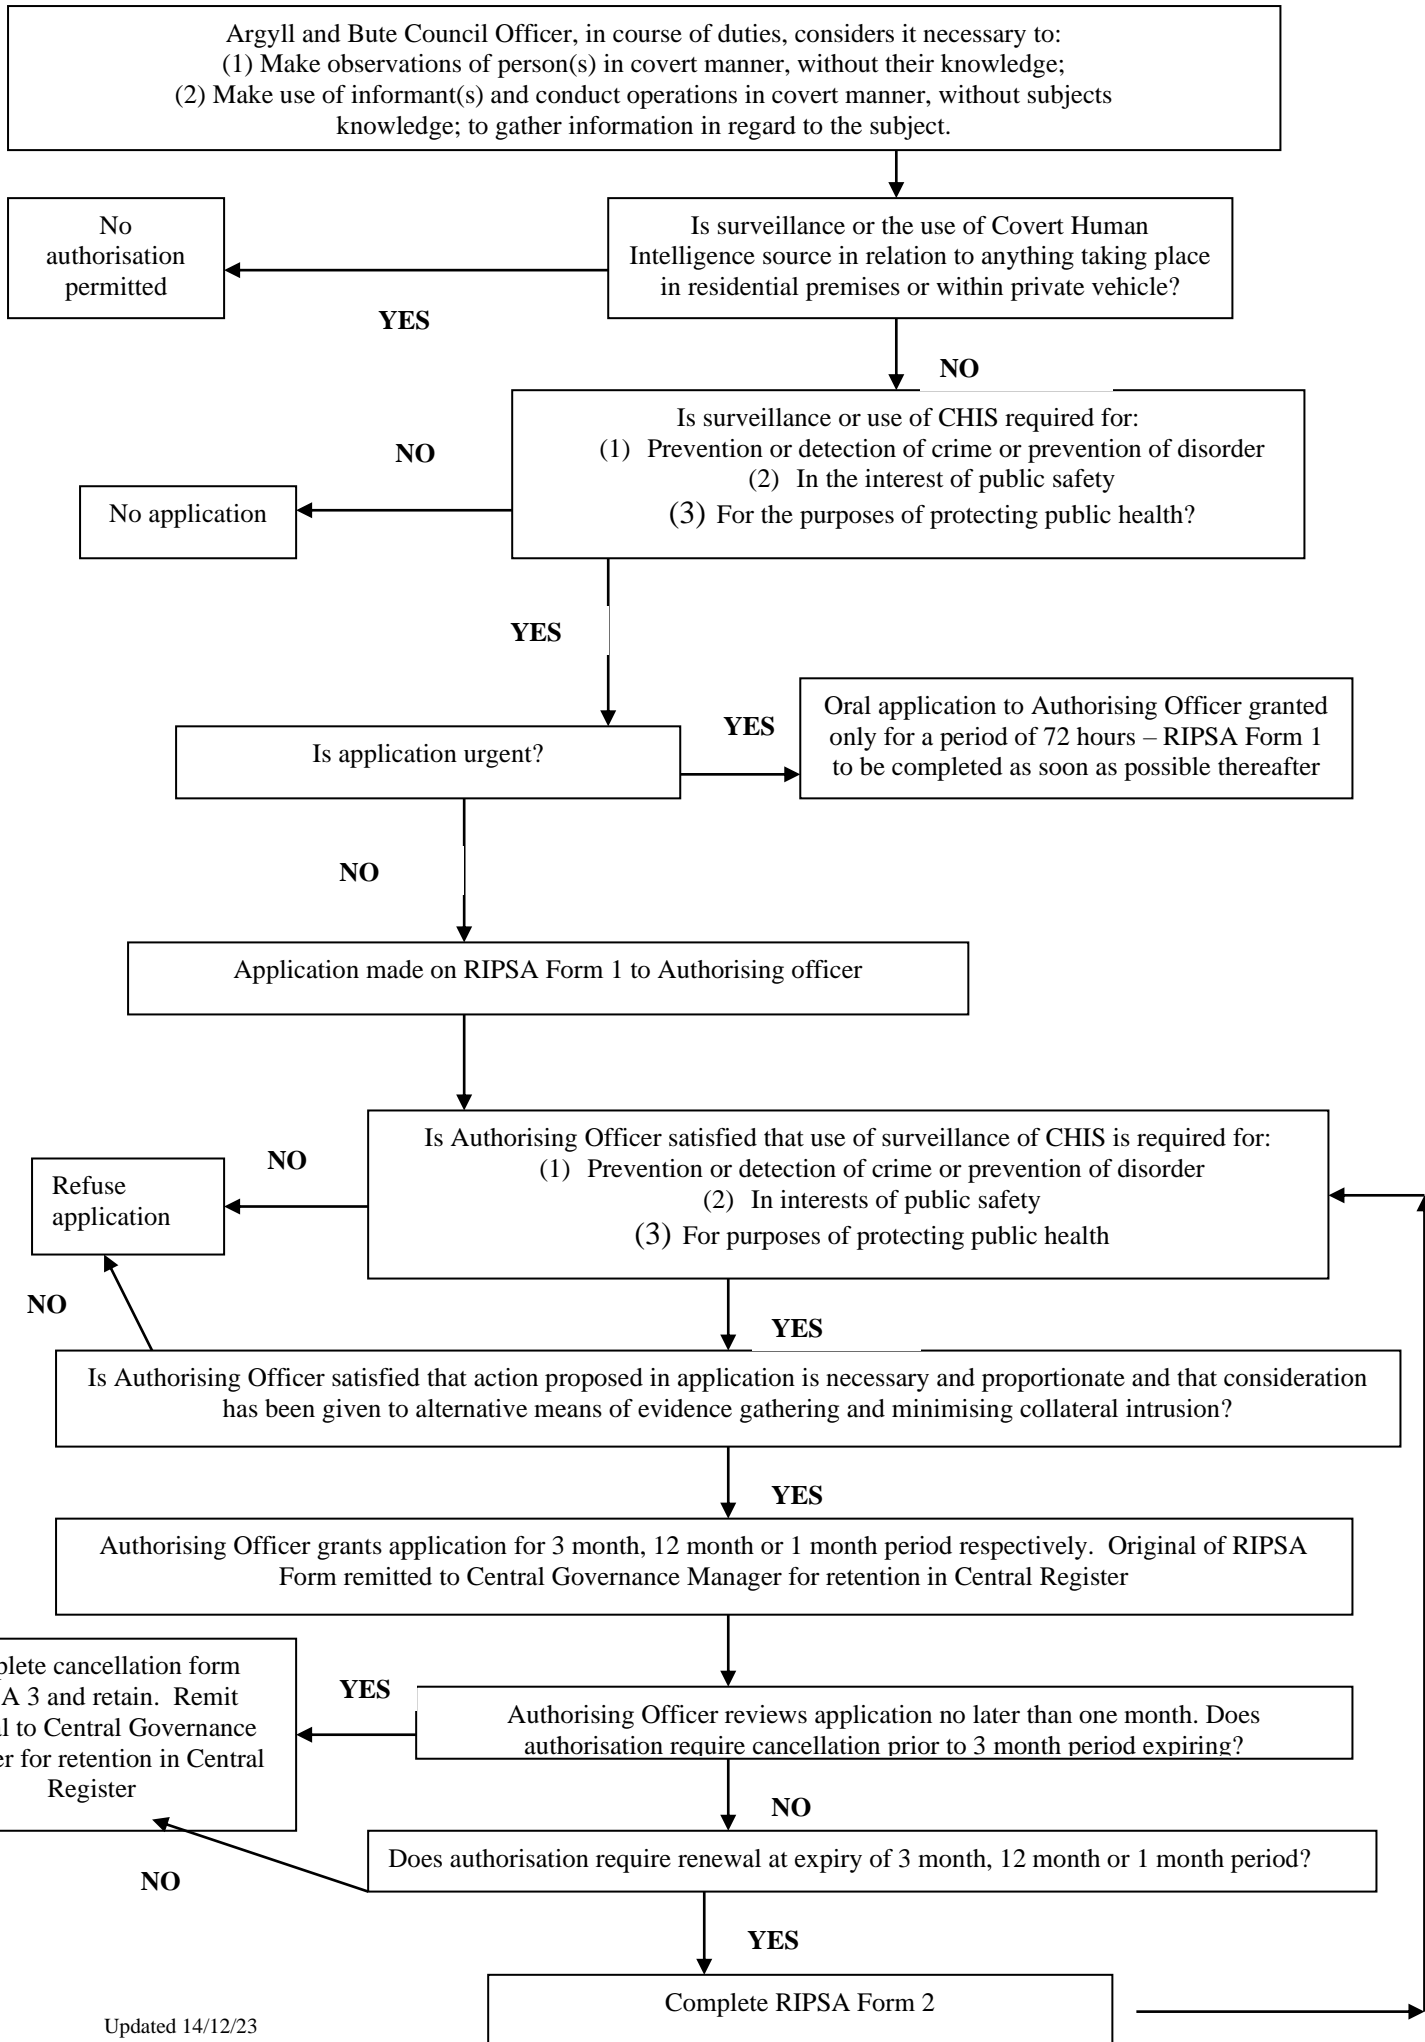 Argyll and Bute Council Officer, in course of duties, considers it necessary to:
(1) Make observations of person(s) in covert manner, without their knowledge;
(2) Make use of informant(s) and conduct operations in covert manner, without subjects
knowledge; to gather information in regard to the subject.
No
authorisation
permitted
Is surveillance or the use of Covert Human
Intelligence source in relation to anything taking place
in residential premises or within private vehicle?
YES
NO
Is surveillance or use of CHIS required for:
(1) Prevention or detection of crime or prevention of disorder
(2) In the interest of public safety
(3) For the purposes of protecting public health?
NO
No application
YES
Is application urgent?
YES
Oral application to Authorising Officer granted
only for a period of 72 hours – RIPSA Form 1
to be completed as soon as possible thereafter
NO
Application made on RIPSA Form 1 to Authorising officer
Is Authorising Officer satisfied that use of surveillance of CHIS is required for:
(1) Prevention or detection of crime or prevention of disorder
(2) In interests of public safety
(3) For purposes of protecting public health
NO
Refuse
application
NO
YES
Is Authorising Officer satisfied that action proposed in application is necessary and proportionate and that consideration
has been given to alternative means of evidence gathering and minimising collateral intrusion?
YES
Authorising Officer grants application for 3 month, 12 month or 1 month period respectively. Original of RIPSA
Form remitted to Central Governance Manager for retention in Central Register
plete cancellation form
A 3 and retain. Remit
l to Central Governance
er for retention in Central
Register
YES
Authorising Officer reviews application no later than one month. Does
authorisation require cancellation prior to 3 month period expiring?
NO
Does authorisation require renewal at expiry of 3 month, 12 month or 1 month period?
NO
YES
Complete RIPSA Form 2
Updated 14/12/23